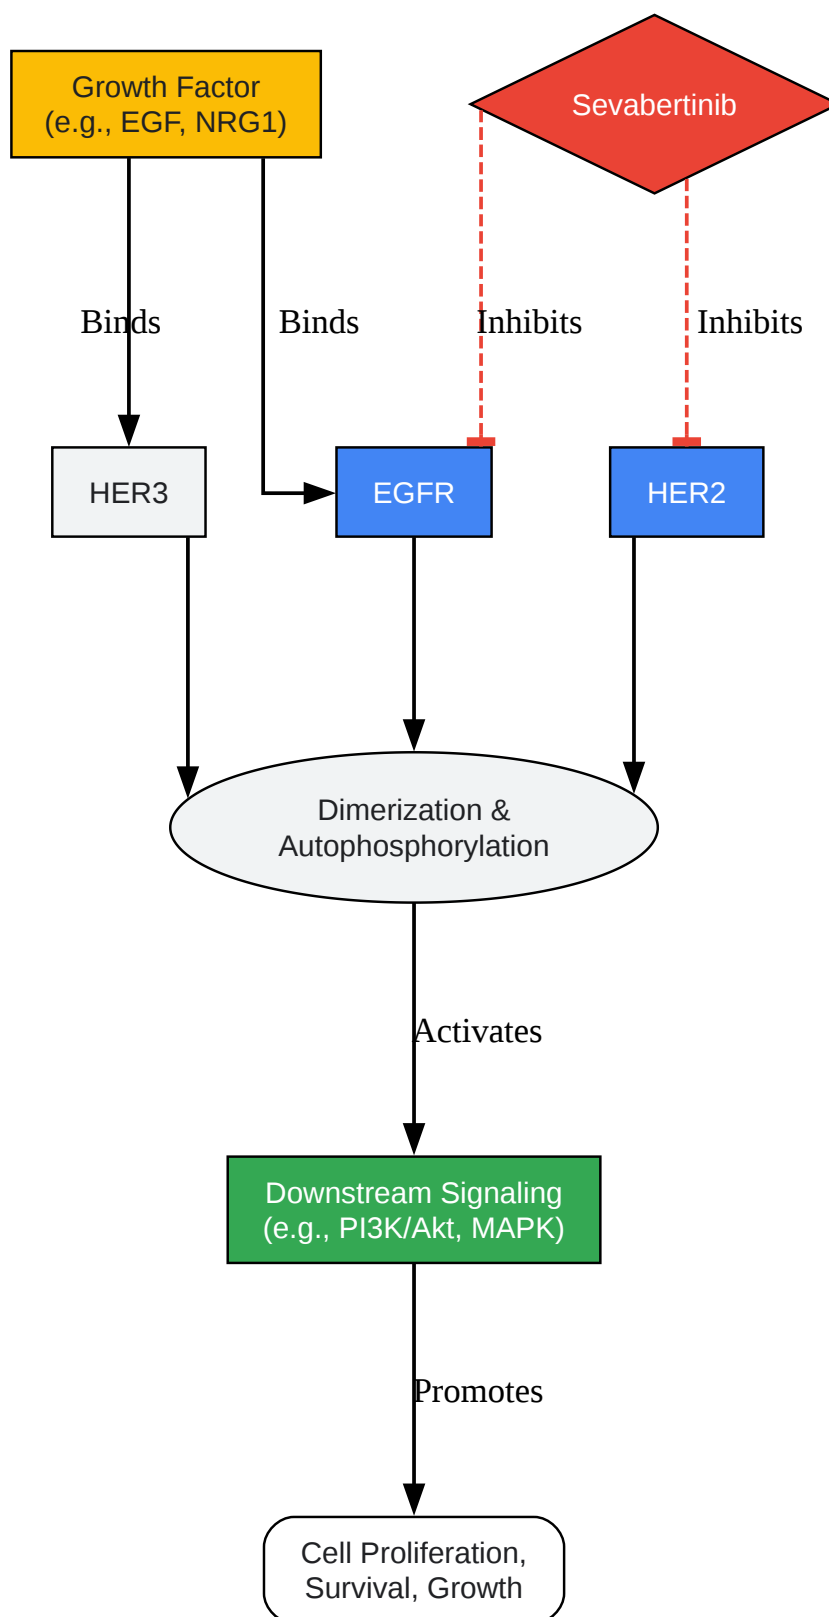 Growth Factor
(e.g., EGF, NRG1)
Sevabertinib
Binds
Binds
Inhibits
Inhibits
HER3
EGFR
HER2
Dimerization &
Autophosphorylation
Activates
Downstream Signaling
(e.g., PI3K/Akt, MAPK)
Promotes
Cell Proliferation,
Survival, Growth